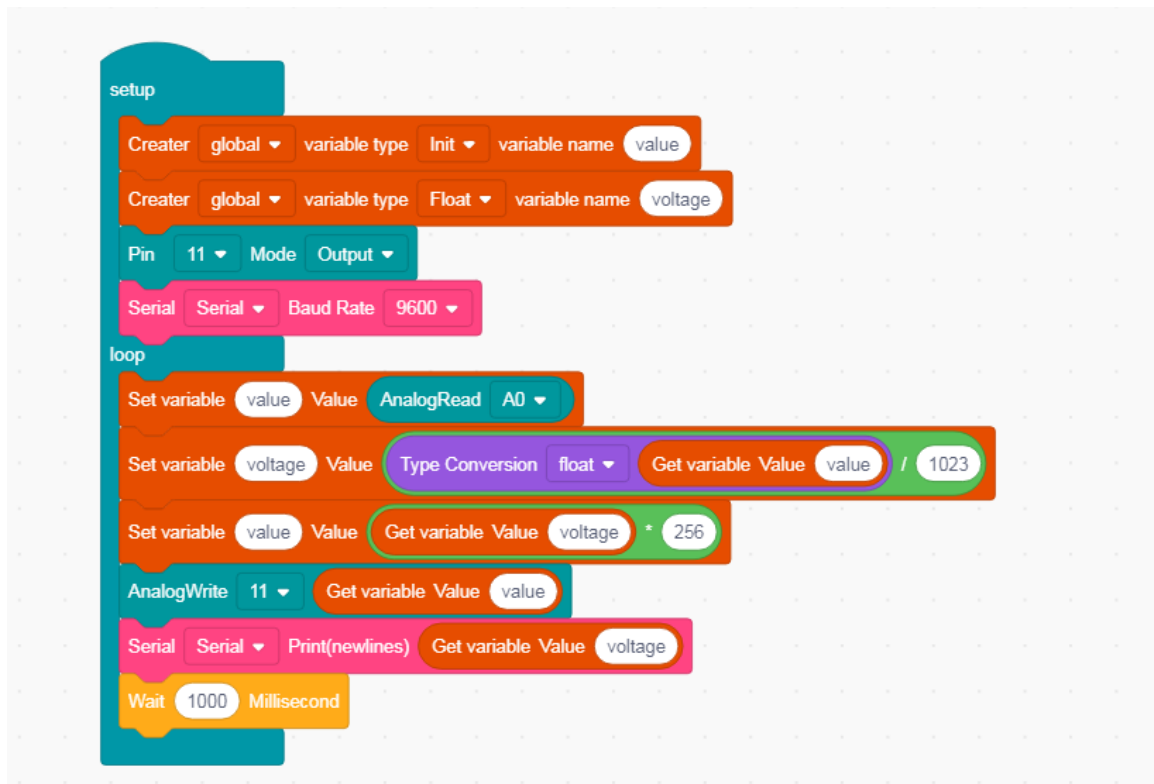 setup
Creater global variable type Init variable name value
Creater global variable type Float variable name voltage
Pin 11 Mode Output
Serial Serial Baud Rate 9600
loop
Set variable value Value AnalogRead A0
Set variable voltage Value Type Conversion float Get variable Value value / 1023
Set variable value Value Get variable Value voltage * 256
AnalogWrite 11 Get variable Value value
Serial Serial Print(newlines) Get variable Value voltage
Wait 1000 Millisecond